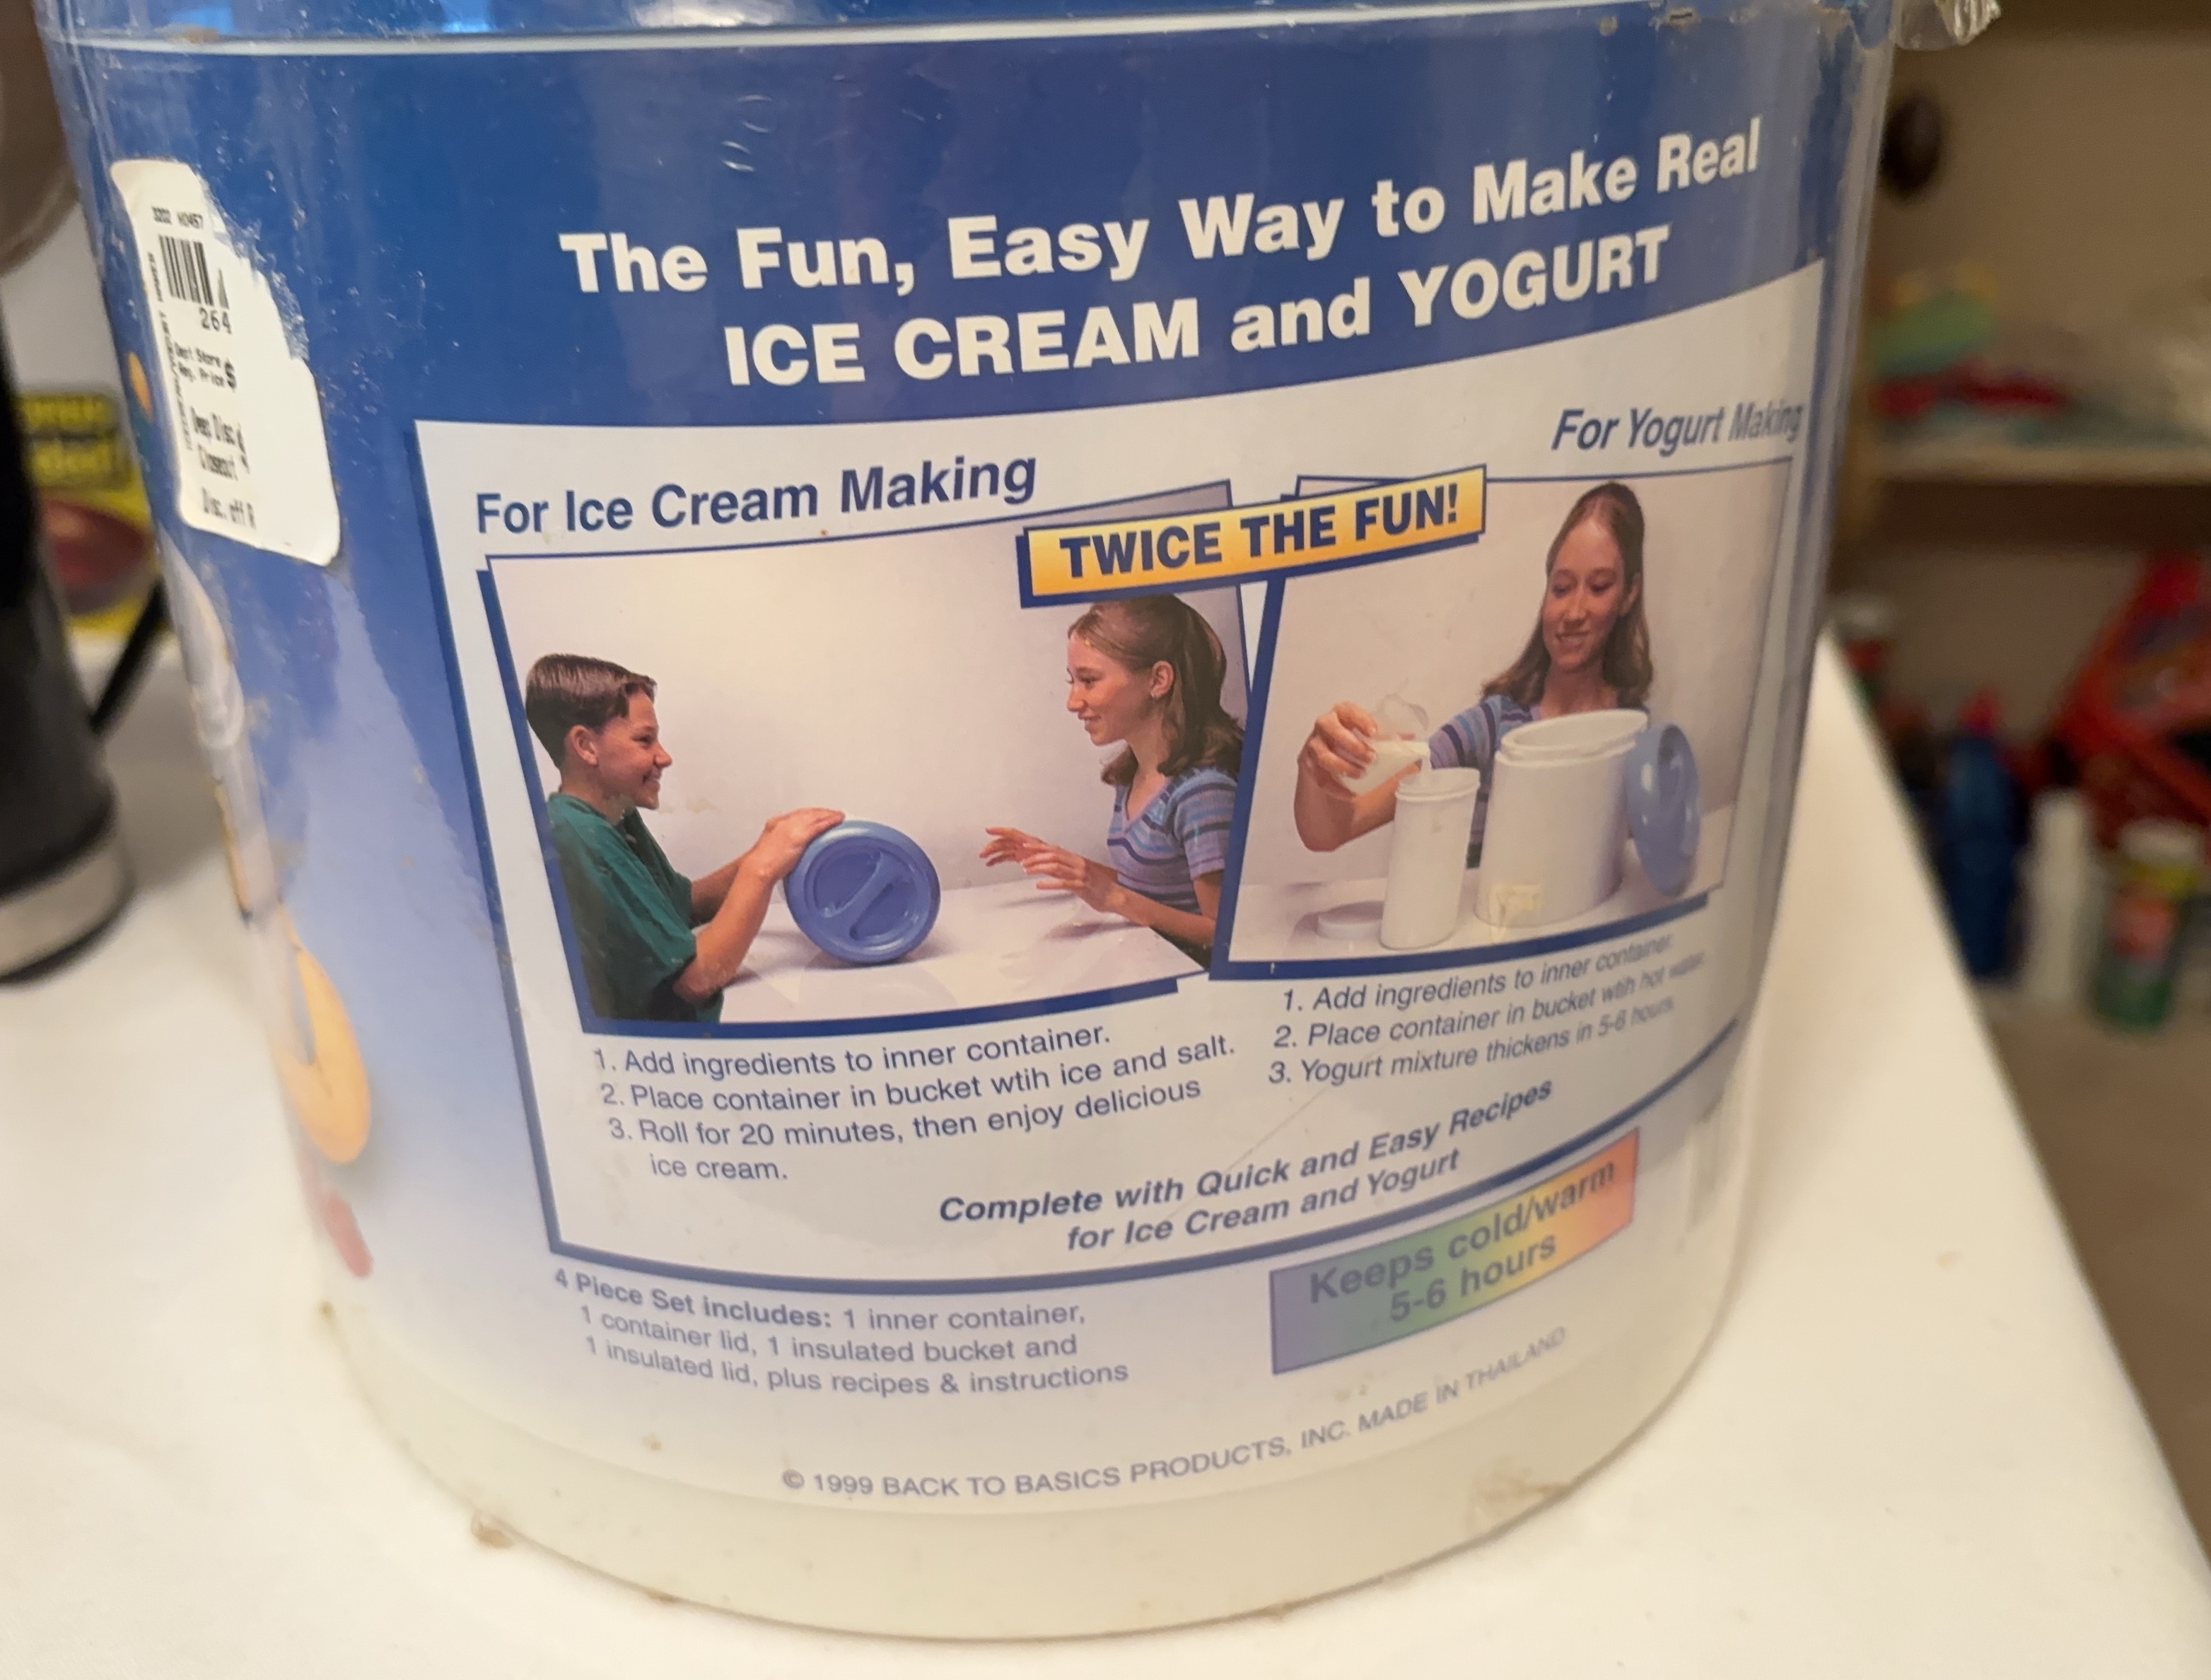 The Fun, Easy Way to Make Real
ICE CREAM and YOGURT
For Ice Cream Making
For Yogurt Making
TWICE THE FUN!
1. Add ingredients to inner container.
2. Place container in bucket wtih ice and salt.
3. Roll for 20 minutes, then enjoy delicious
ice cream.
1. Add ingredients to inner container.
2. Place container in bucket wtih hot water.
3. Yogurt mixture thickens in 5-6 hours.
Complete with Quick and Easy Recipes
for Ice Cream and Yogurt
4 Piece Set includes: 1 inner container,
1 container lid, 1 insulated bucket and
1 insulated lid, plus recipes & instructions
Keeps cold/warm
5-6 hours
© 1999 BACK TO BASICS PRODUCTS, INC. MADE IN THAILAND
264
Closeout
Disc. off R